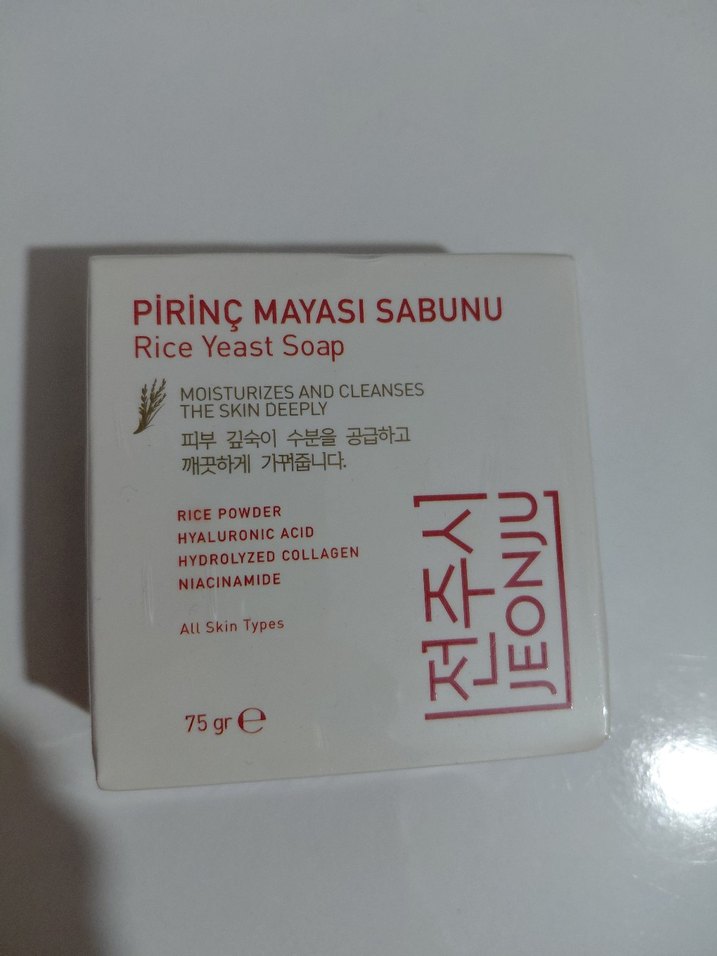 PİRİNÇ MAYASI SABUNU
Rice Yeast Soap
MOISTURIZES AND CLEANSES
THE SKIN DEEPLY
피부 깊숙이 수분을 공급하고
깨끗하게 가꿔줍니다.
RICE POWDER
HYALURONIC ACID
HYDROLYZED COLLAGEN
NIACINAMIDE
All Skin Types
75 gr ℮
전주시
JEONJU